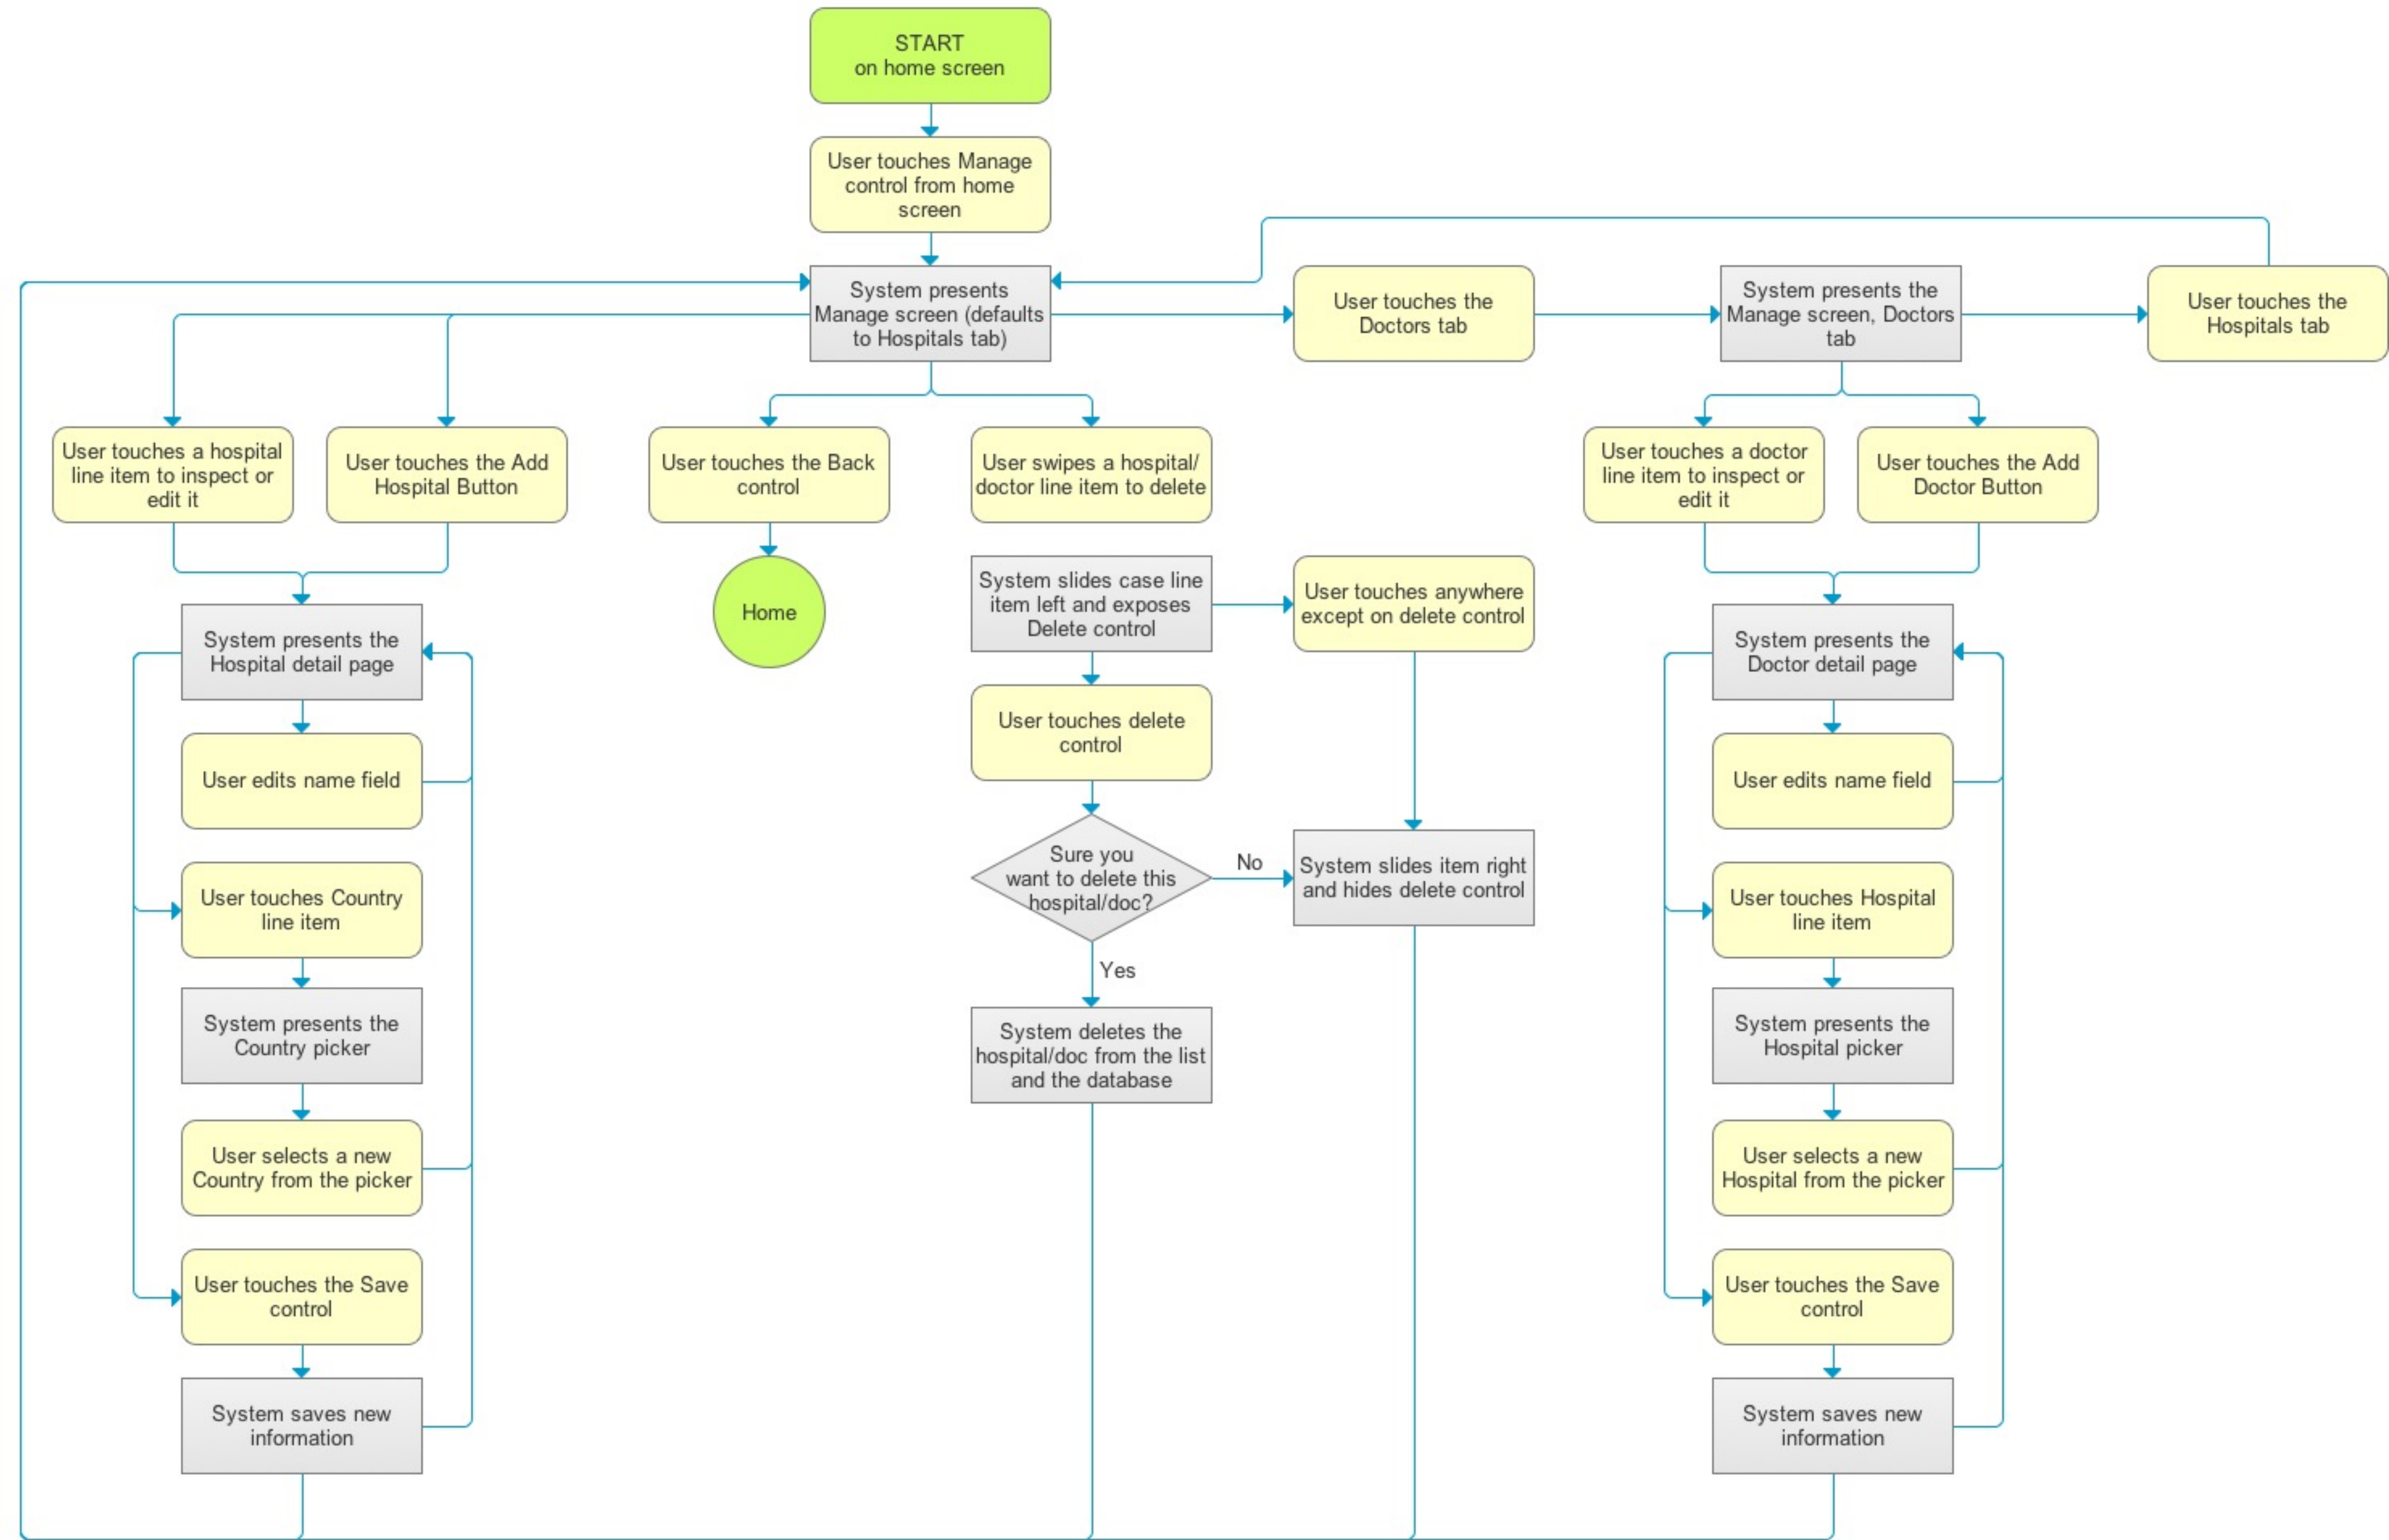 START
on home screen
User touches Manage
control from home
screen
System presents
Manage screen (defaults
to Hospitals tab)
User touches the
Doctors tab
System presents the
Manage screen, Doctors
tab
User touches the
Hospitals tab
User touches a hospital
line item to inspect or
edit it
User touches the Add
Hospital Button
User touches the Back
control
User swipes a hospital/
doctor line item to delete
User touches a doctor
line item to inspect or
edit it
User touches the Add
Doctor Button
Home
System slides case line
item left and exposes
Delete control
User touches anywhere
except on delete control
System presents the
Hospital detail page
System presents the
Doctor detail page
User touches delete
control
User edits name field
User edits name field
Sure you
want to delete this
hospital/doc?
No
System slides item right
and hides delete control
User touches Country
line item
User touches Hospital
line item
Yes
System presents the
Country picker
System deletes the
hospital/doc from the list
and the database
System presents the
Hospital picker
User selects a new
Country from the picker
User selects a new
Hospital from the picker
User touches the Save
control
User touches the Save
control
System saves new
information
System saves new
information